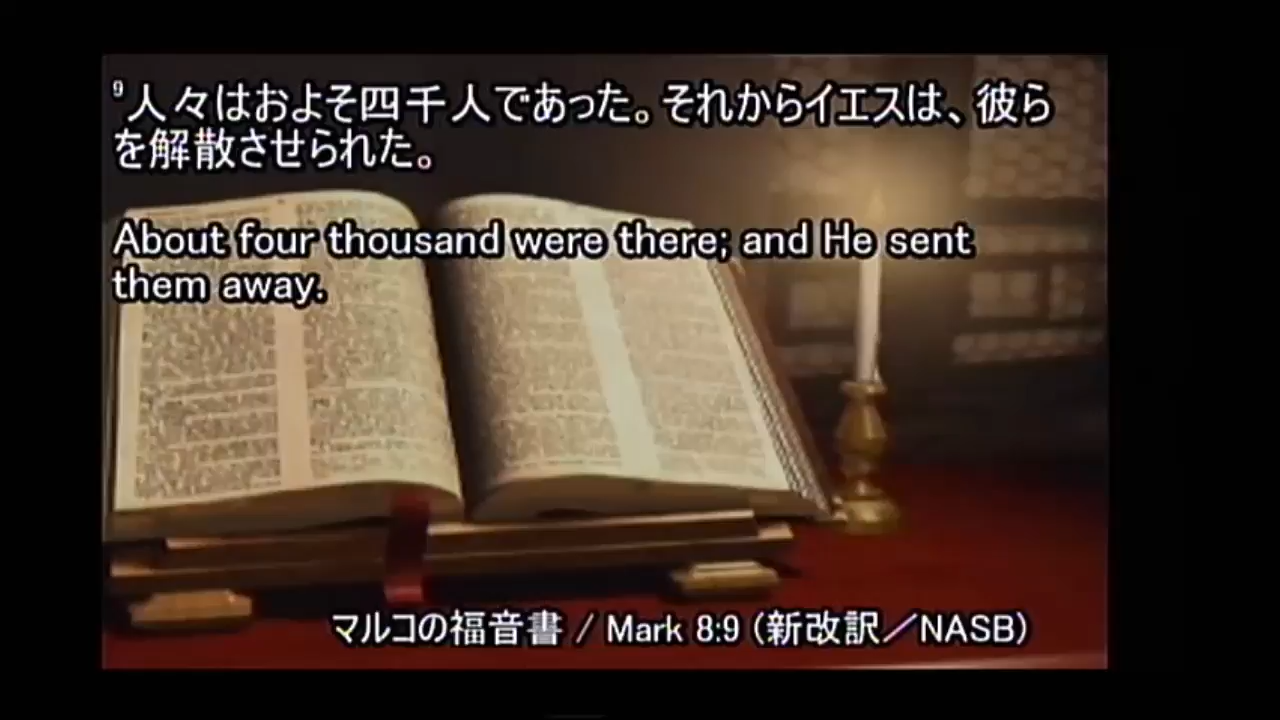 9 人々はおよそ四千人であった。それからイエスは、彼ら
を解散させられた。
About four thousand were there; and He sent
them away.
マルコの福音書 / Mark 8:9 (新改訳／NASB)